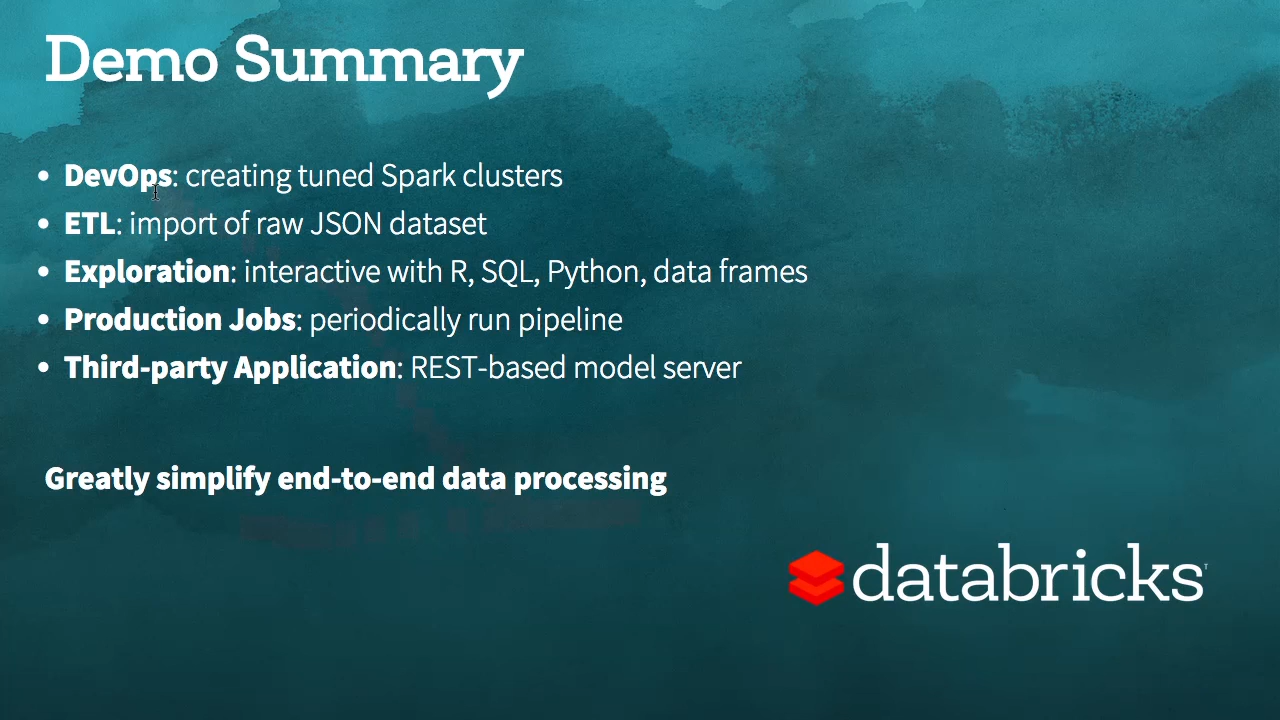 Demo Summary
• DevOps: creating tuned Spark clusters
• ETL: import of raw JSON dataset
• Exploration: interactive with R, SQL, Python, data frames
• Production Jobs: periodically run pipeline
• Third-party Application: REST-based model server
Greatly simplify end-to-end data processing
databricks